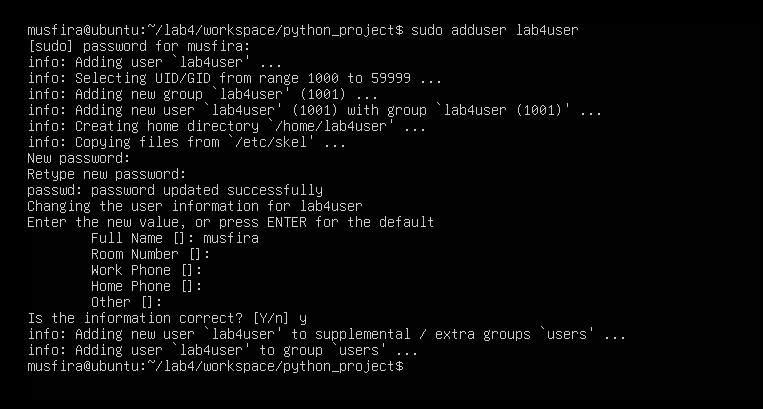 musfira@ubuntu:~/lab4/workspace/python_project$ sudo adduser lab4user
[sudo] password for musfira:
info: Adding user `lab4user' ...
info: Selecting UID/GID from range 1000 to 59999 ...
info: Adding new group `lab4user' (1001) ...
info: Adding new user `lab4user' (1001) with group `lab4user (1001)' ...
info: Creating home directory `/home/lab4user' ...
info: Copying files from `/etc/skel' ...
New password:
Retype new password:
passwd: password updated successfully
Changing the user information for lab4user
Enter the new value, or press ENTER for the default
        Full Name []: musfira
        Room Number []:
        Work Phone []:
        Home Phone []:
        Other []:
Is the information correct? [Y/n] y
info: Adding new user `lab4user' to supplemental / extra groups `users' ...
info: Adding user `lab4user' to group `users' ...
musfira@ubuntu:~/lab4/workspace/python_project$